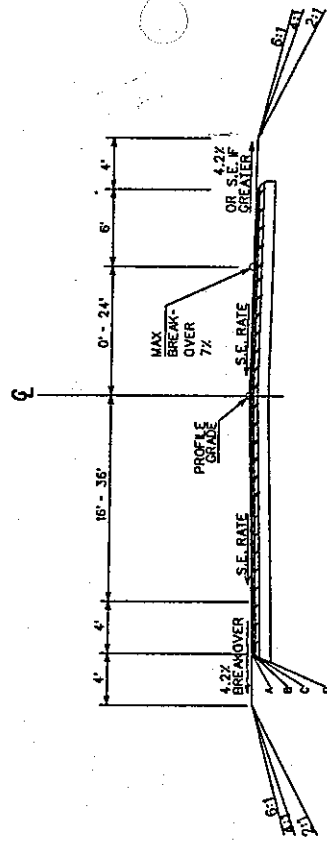 ℄
4'
4'
16' - 36'
0' - 24'
6'
4'
4.2%
BREAKOVER
S.E. RATE
PROFILE
GRADE
MAX
BREAK-
OVER
7%
S.E. RATE
4.2%
OR S.E. IF
GREATER
6:1
4:1
2:1
A
B
C
6:1
4:1
2:1